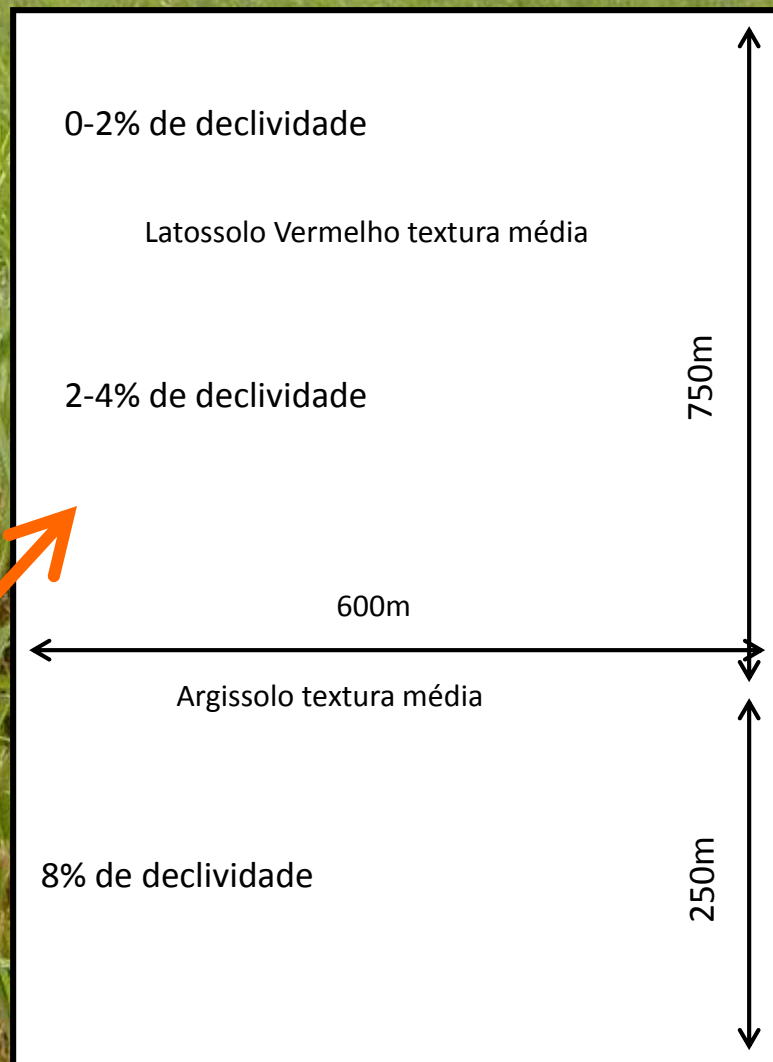 0-2% de declividade
Latossolo Vermelho textura média
2-4% de declividade
750m
600m
Argissolo textura média
8% de declividade
250m